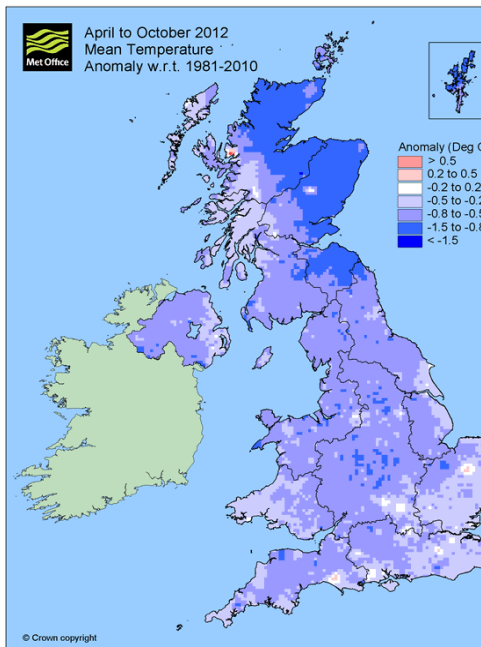 April to October 2012
Mean Temperature
Anomaly w.r.t. 1981-2010
Met Office
Anomaly (Deg C
> 0.5
0.2 to 0.5
-0.2 to 0.2
-0.5 to -0.2
-0.8 to -0.5
-1.5 to -0.8
< -1.5
© Crown copyright